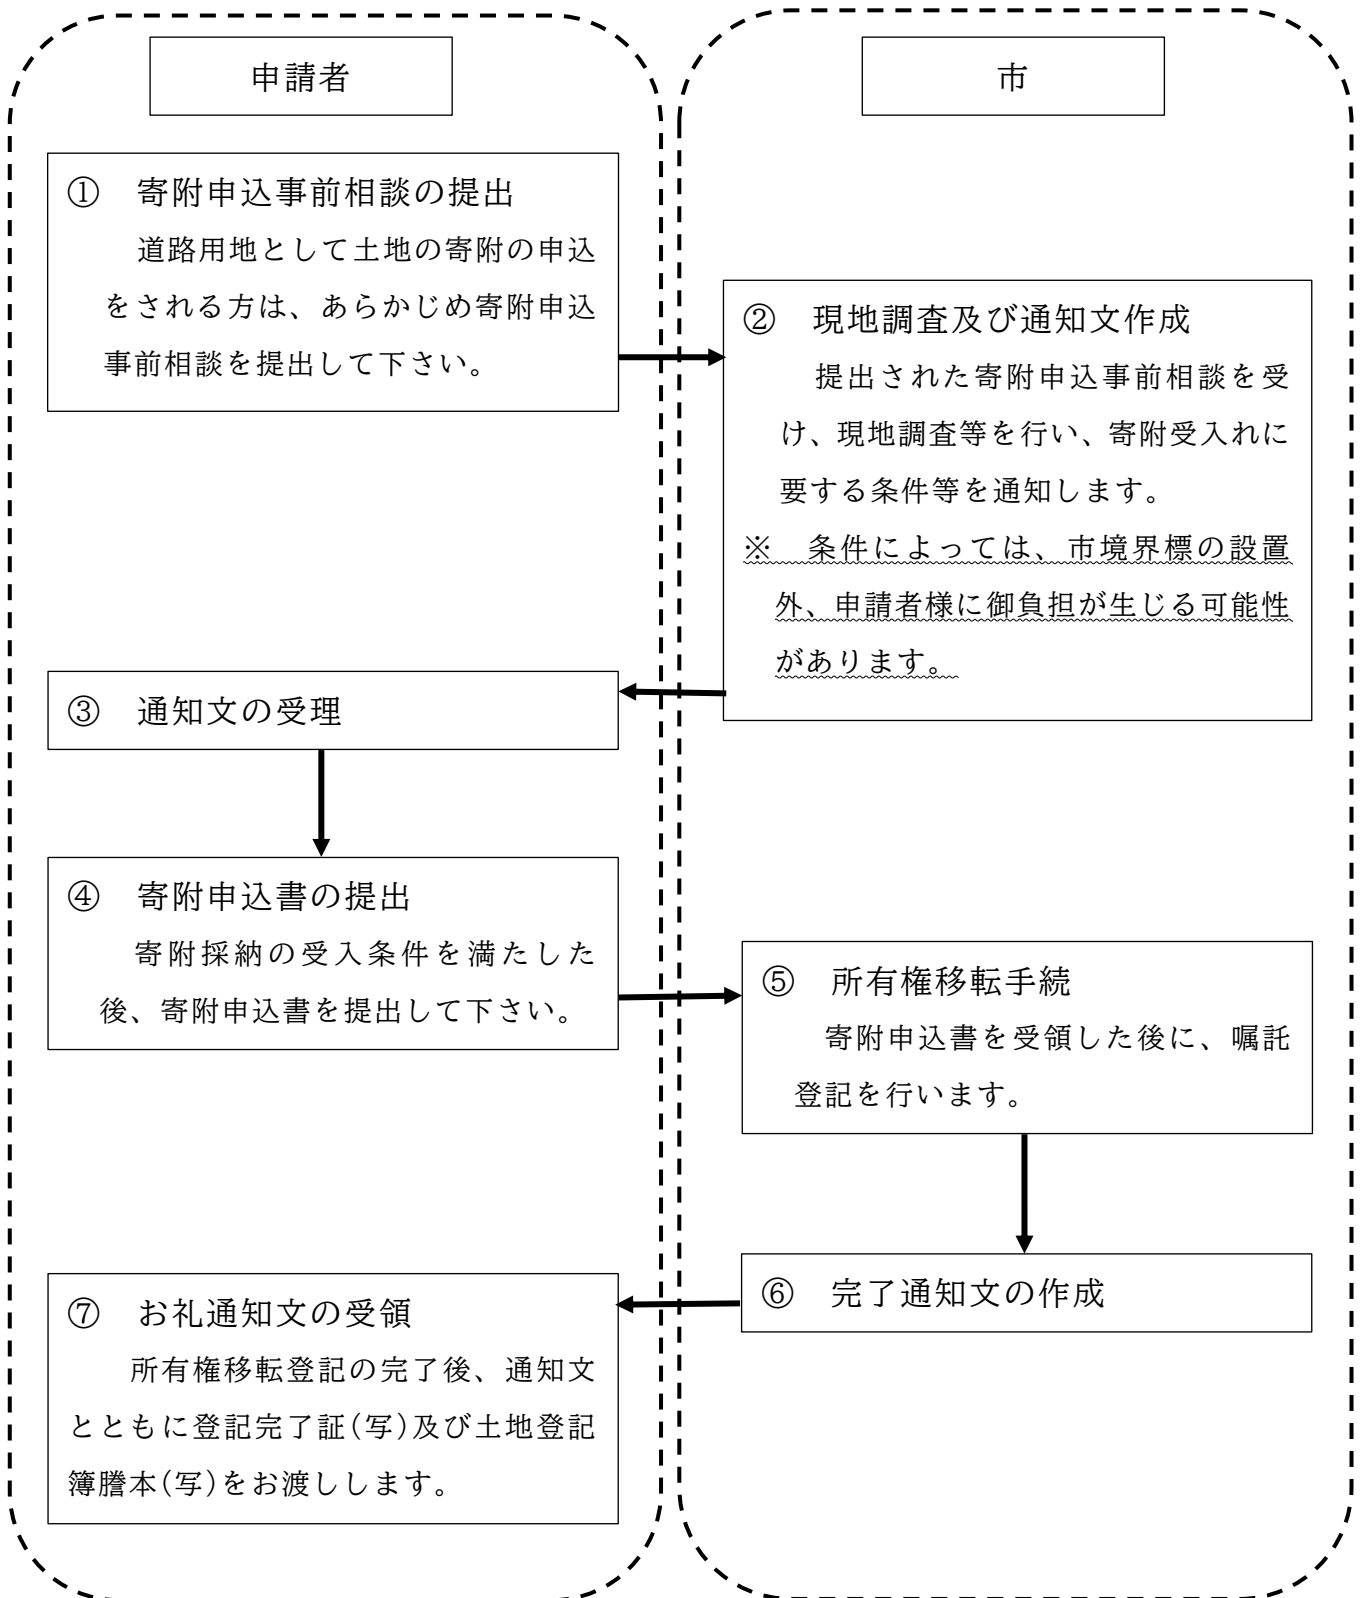 申請者
市
① 寄附申込事前相談の提出
道路用地として土地の寄附の申込
をされる方は、あらかじめ寄附申込
事前相談を提出して下さい。
② 現地調査及び通知文作成
提出された寄附申込事前相談を受
け、現地調査等を行い、寄附受入れに
要する条件等を通知します。
※ 条件によっては、市境界標の設置
外、申請者様に御負担が生じる可能性
があります。
③ 通知文の受理
④ 寄附申込書の提出
寄附採納の受入条件を満たした
後、寄附申込書を提出して下さい。
⑤ 所有権移転手続
寄附申込書を受領した後に、嘱託
登記を行います。
⑥ 完了通知文の作成
⑦ お礼通知文の受領
所有権移転登記の完了後、通知文
とともに登記完了証(写)及び土地登記
簿謄本(写)をお渡しします。